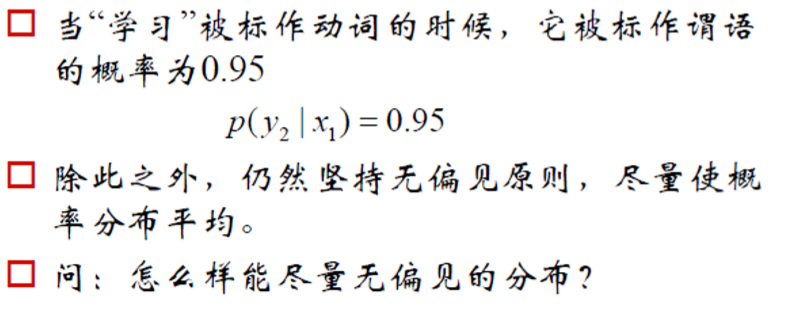 当“学习”被标作动词的时候，它被标作谓语
的概率为0.95
p(y₂ | x₁) = 0.95
除此之外，仍然坚持无偏见原则，尽量使概
率分布平均。
问：怎么样能尽量无偏见的分布？